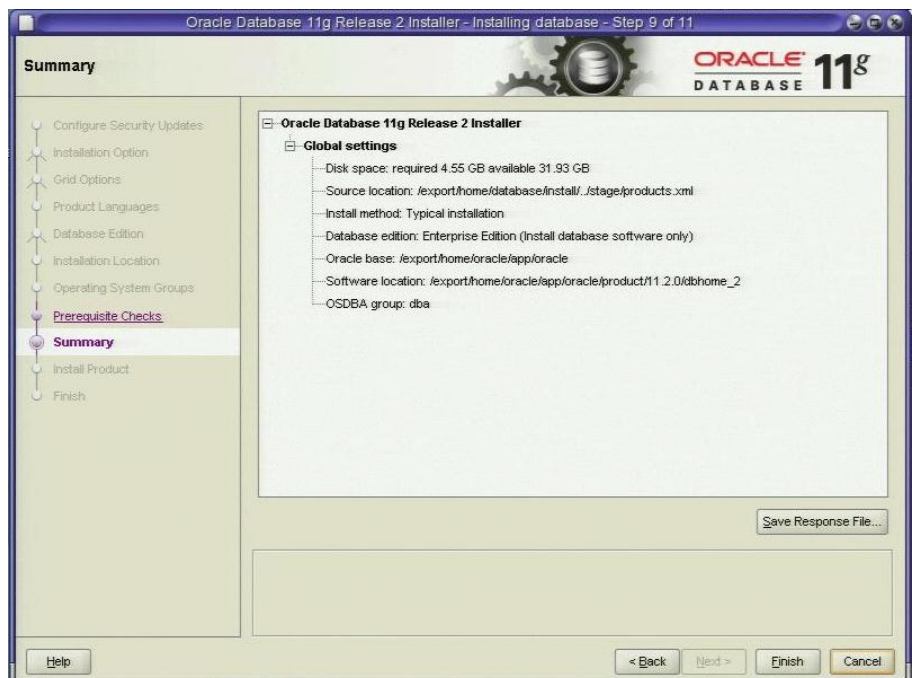 Oracle Database 11g Release 2 Installer - Installing database - Step 9 of 11
Summary
ORACLE
DATABASE 11g
Configure Security Updates
Installation Option
Grid Options
Product Languages
Database Edition
Installation Location
Operating System Groups
Prerequisite Checks
Summary
Install Product
Finish
Oracle Database 11g Release 2 Installer
Global settings
Disk space: required 4.55 GB available 31.93 GB
Source location: /export/home/database/install/../stage/products.xml
Install method: Typical installation
Database edition: Enterprise Edition (Install database software only)
Oracle base: /export/home/oracle/app/oracle
Software location: /export/home/oracle/app/oracle/product/11.2.0/dbhome_2
OSDBA group: dba
Save Response File...
Help
< Back
Next >
Finish
Cancel